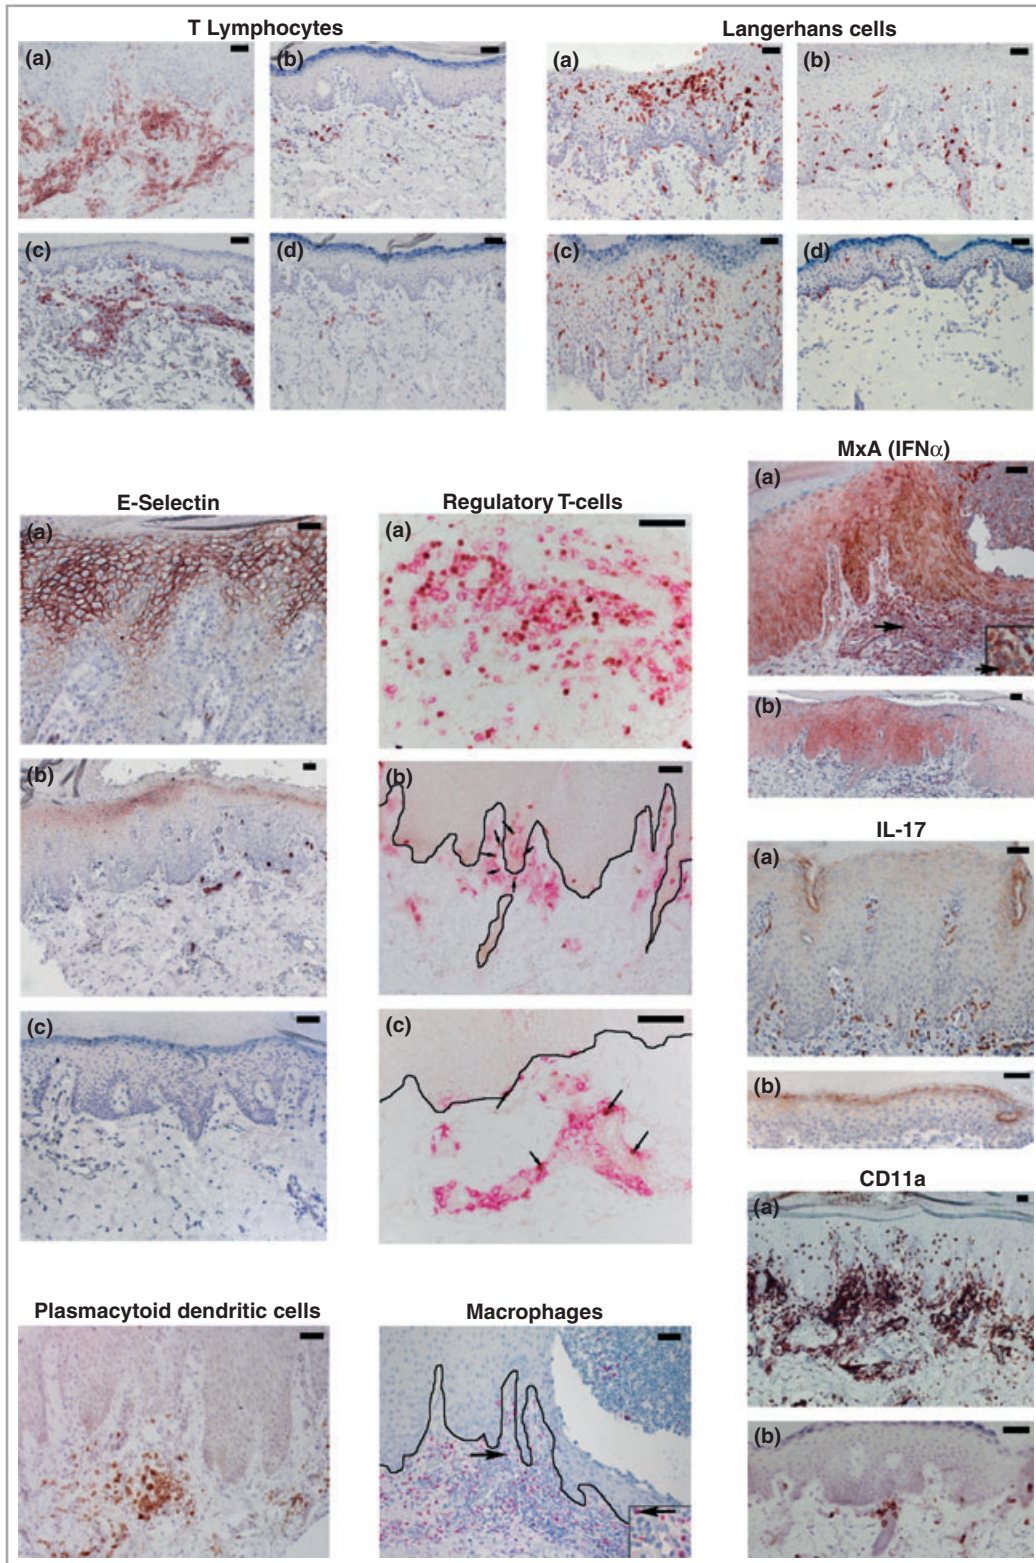 T Lymphocytes
(a)
(b)
(c)
(d)
Langerhans cells
(a)
(b)
(c)
(d)
E-Selectin
(a)
(b)
(c)
Regulatory T-cells
(a)
(b)
(c)
MxA (IFNα)
(a)
(b)
IL-17
(a)
(b)
CD11a
(a)
(b)
Plasmacytoid dendritic cells
Macrophages